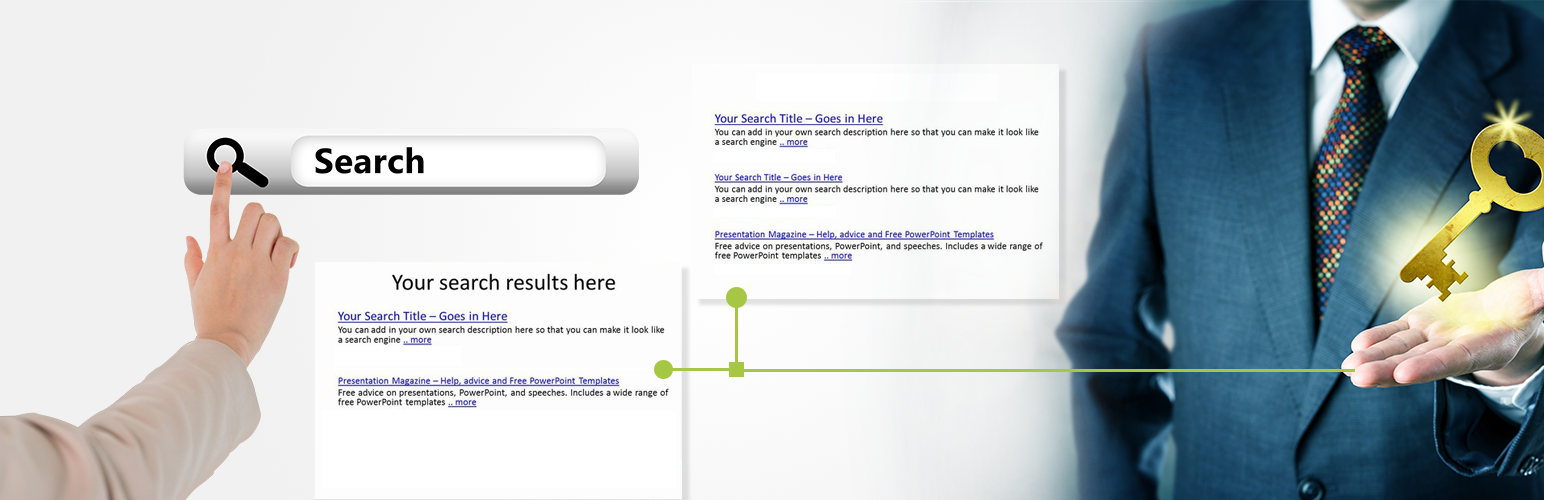 Search
Your search results here
Your Search Title – Goes in Here
You can add in your own search description here so that you can make it look like
a search engine .. more
Presentation Magazine – Help, advice and Free PowerPoint Templates
Free advice on presentations, PowerPoint, and speeches. Includes a wide range of
free PowerPoint templates .. more
Your Search Title – Goes in Here
You can add in your own search description here so that you can make it look like
a search engine .. more
Your Search Title – Goes in Here
You can add in your own search description here so that you can make it look like
a search engine .. more
Presentation Magazine – Help, advice and Free PowerPoint Templates
Free advice on presentations, PowerPoint, and speeches. Includes a wide range of
free PowerPoint templates .. more